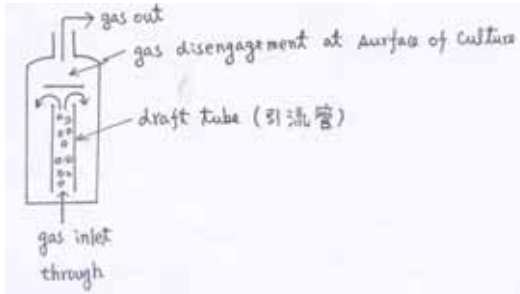 gas out
gas disengagement at surface of culture
draft tube (引流管)
gas inlet
through